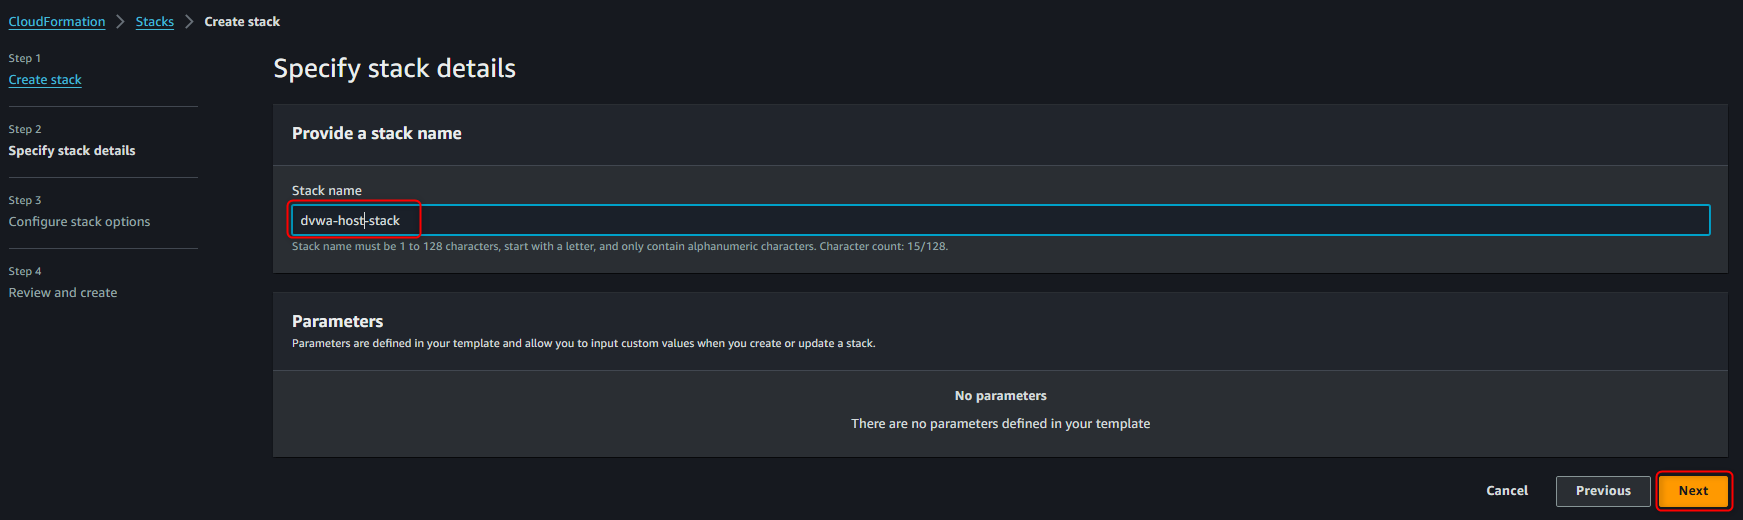 CloudFormation > Stacks > Create stack
Step 1
Create stack
Step 2
Specify stack details
Step 3
Configure stack options
Step 4
Review and create
Specify stack details
Provide a stack name
Stack name
dvwa-host-stack
Stack name must be 1 to 128 characters, start with a letter, and only contain alphanumeric characters. Character count: 15/128.
Parameters
Parameters are defined in your template and allow you to input custom values when you create or update a stack.
No parameters
There are no parameters defined in your template
Cancel Previous Next